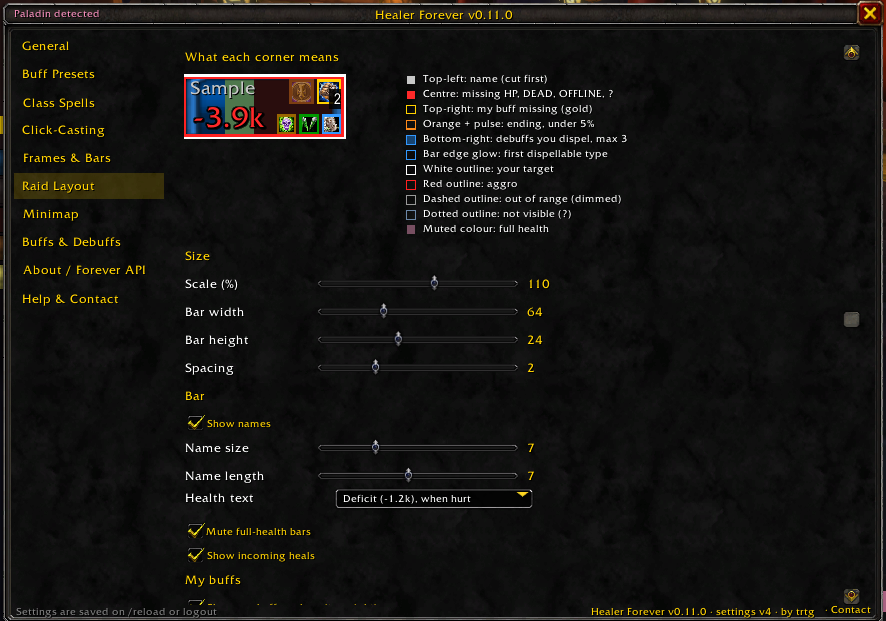 Paladin detected
Healer Forever v0.11.0
General
Buff Presets
Class Spells
Click-Casting
Frames & Bars
Raid Layout
Minimap
Buffs & Debuffs
About / Forever API
Help & Contact
What each corner means
Sample
2
-3.9k
Top-left: name (cut first)
Centre: missing HP, DEAD, OFFLINE, ?
Top-right: my buff missing (gold)
Orange + pulse: ending, under 5%
Bottom-right: debuffs you dispel, max 3
Bar edge glow: first dispellable type
White outline: your target
Red outline: aggro
Dashed outline: out of range (dimmed)
Dotted outline: not visible (?)
Muted colour: full health
Size
Scale (%) 110
Bar width 64
Bar height 24
Spacing 2
Bar
Show names
Name size 7
Name length 7
Health text Deficit (-1.2k), when hurt
Mute full-health bars
Show incoming heals
My buffs
Settings are saved on /reload or logout
Healer Forever v0.11.0 · settings v4 · by trtg · Contact